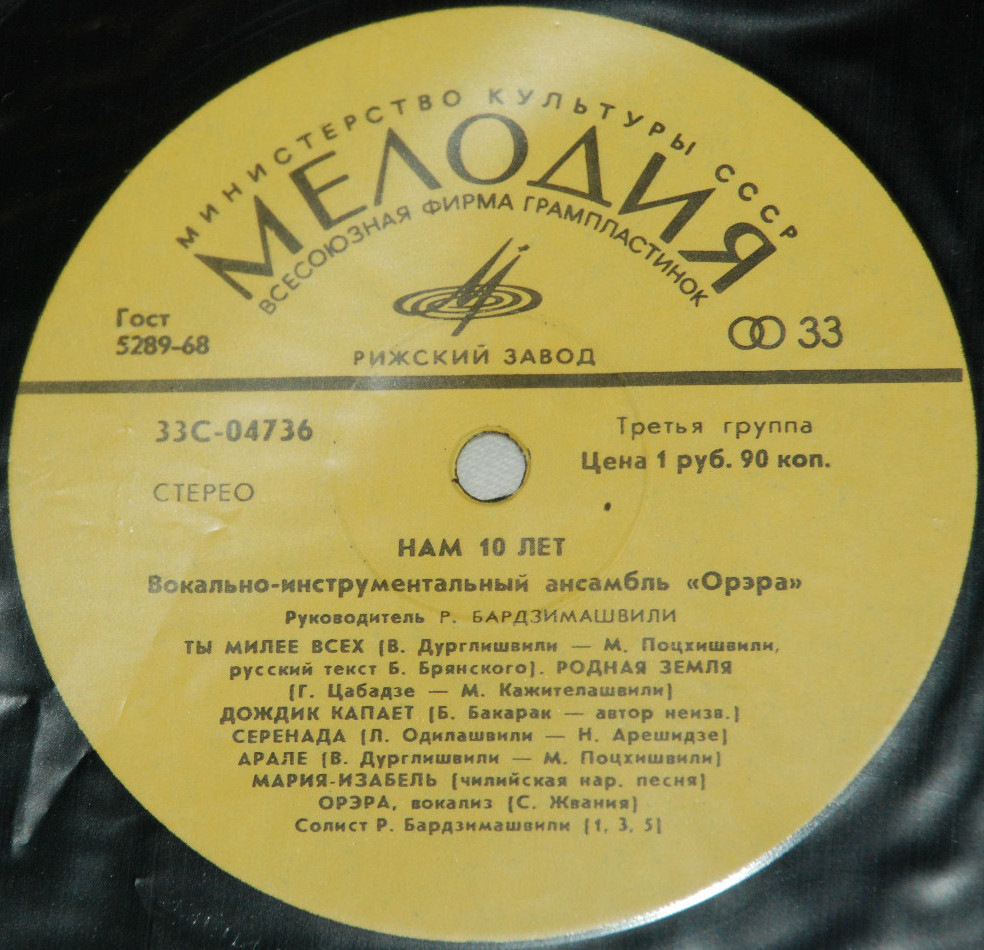 МИНИСТЕРСТВО КУЛЬТУРЫ СССР
МЕЛОДИЯ
ВСЕСОЮЗНАЯ ФИРМА ГРАМПЛАСТИНОК
Гост
5289-68
33
РИЖСКИЙ ЗАВОД
33С-04736
Третья группа
Цена 1 руб. 90 коп.
СТЕРЕО
НАМ 10 ЛЕТ
Вокально-инструментальный ансамбль «Орэра»
Руководитель Р. БАРДЗИМАШВИЛИ
ТЫ МИЛЕЕ ВСЕХ (В. Дурглишвили — М. Поцхишвили,
русский текст Б. Брянского). РОДНАЯ ЗЕМЛЯ
(Г. Цабадзе — М. Кажителашвили)
ДОЖДИК КАПАЕТ (Б. Бакарак — автор неизв.)
СЕРЕНАДА (Л. Одилашвили — Н. Арешидзе)
АРАЛЕ (В. Дурглишвили — М. Поцхишвили)
МАРИЯ-ИЗАБЕЛЬ (чилийская нар. песня)
ОРЭРА, вокализ (С. Жвания)
Солист Р. Бардзимашвили (1, 3, 5)